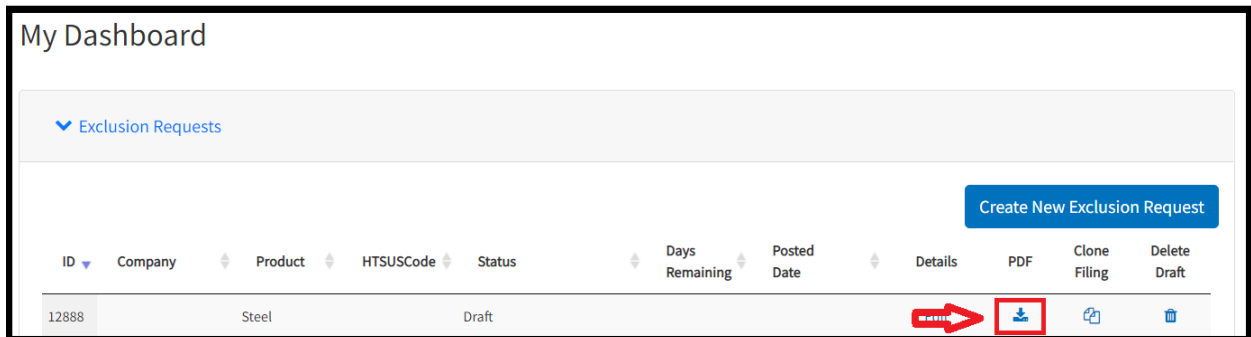 My Dashboard
Exclusion Requests
Create New Exclusion Request
ID Company Product HTSUSCode Status Days Remaining Posted Date Details PDF Clone Filing Delete Draft
12888 Steel Draft